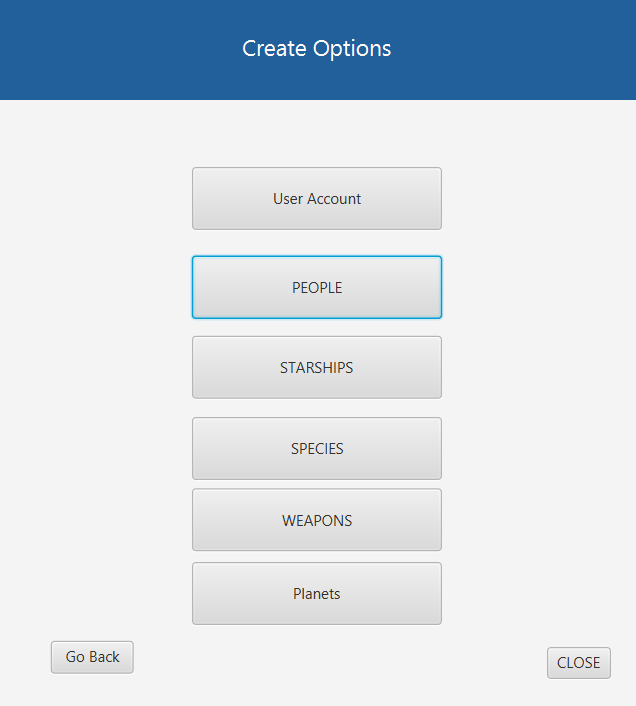 Create Options
User Account
PEOPLE
STARSHIPS
SPECIES
WEAPONS
Planets
Go Back
CLOSE